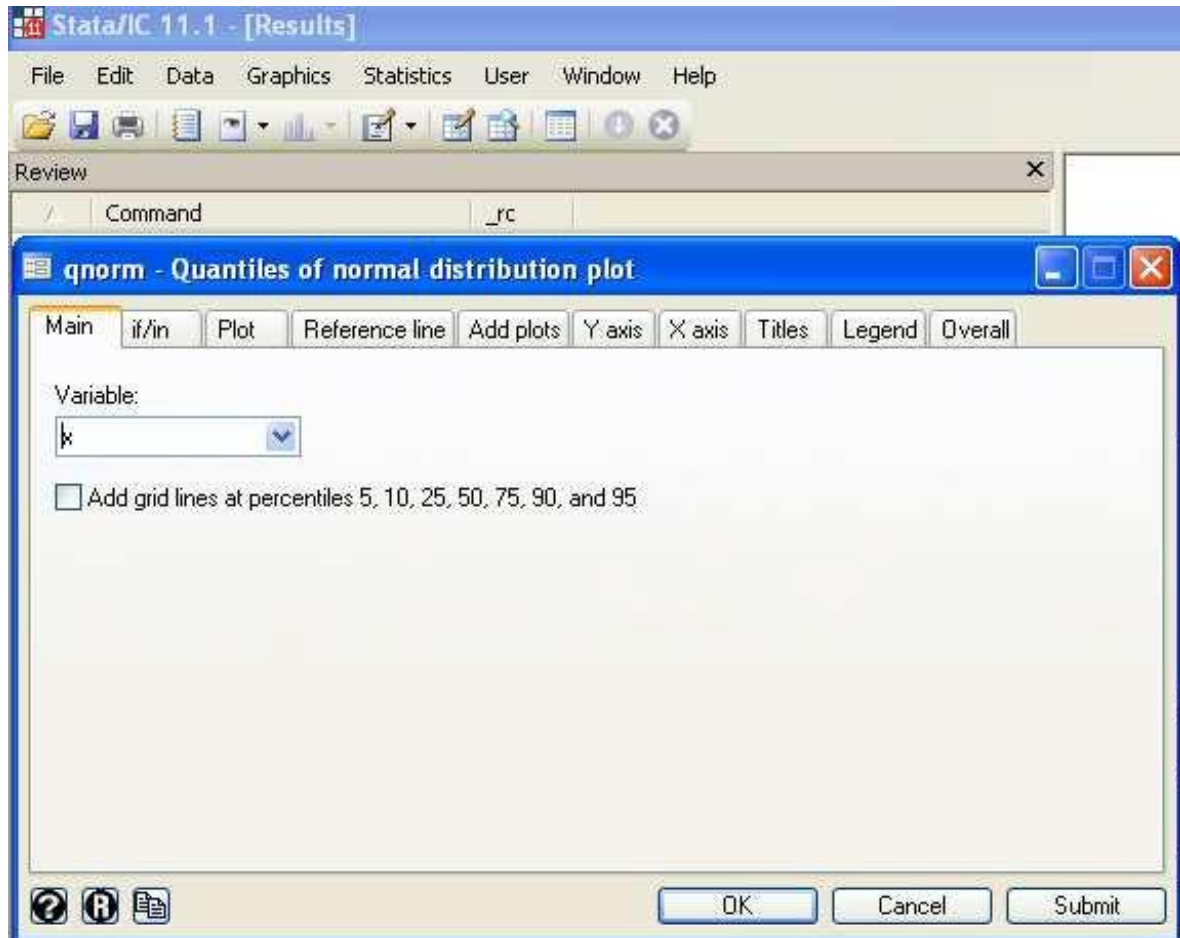 Stata/IC 11.1 - [Results]
File Edit Data Graphics Statistics User Window Help
Review
Command _rc
qnorm - Quantiles of normal distribution plot
Main if/in Plot Reference line Add plots Y axis X axis Titles Legend Overall
Variable:
x
Add grid lines at percentiles 5, 10, 25, 50, 75, 90, and 95
OK Cancel Submit